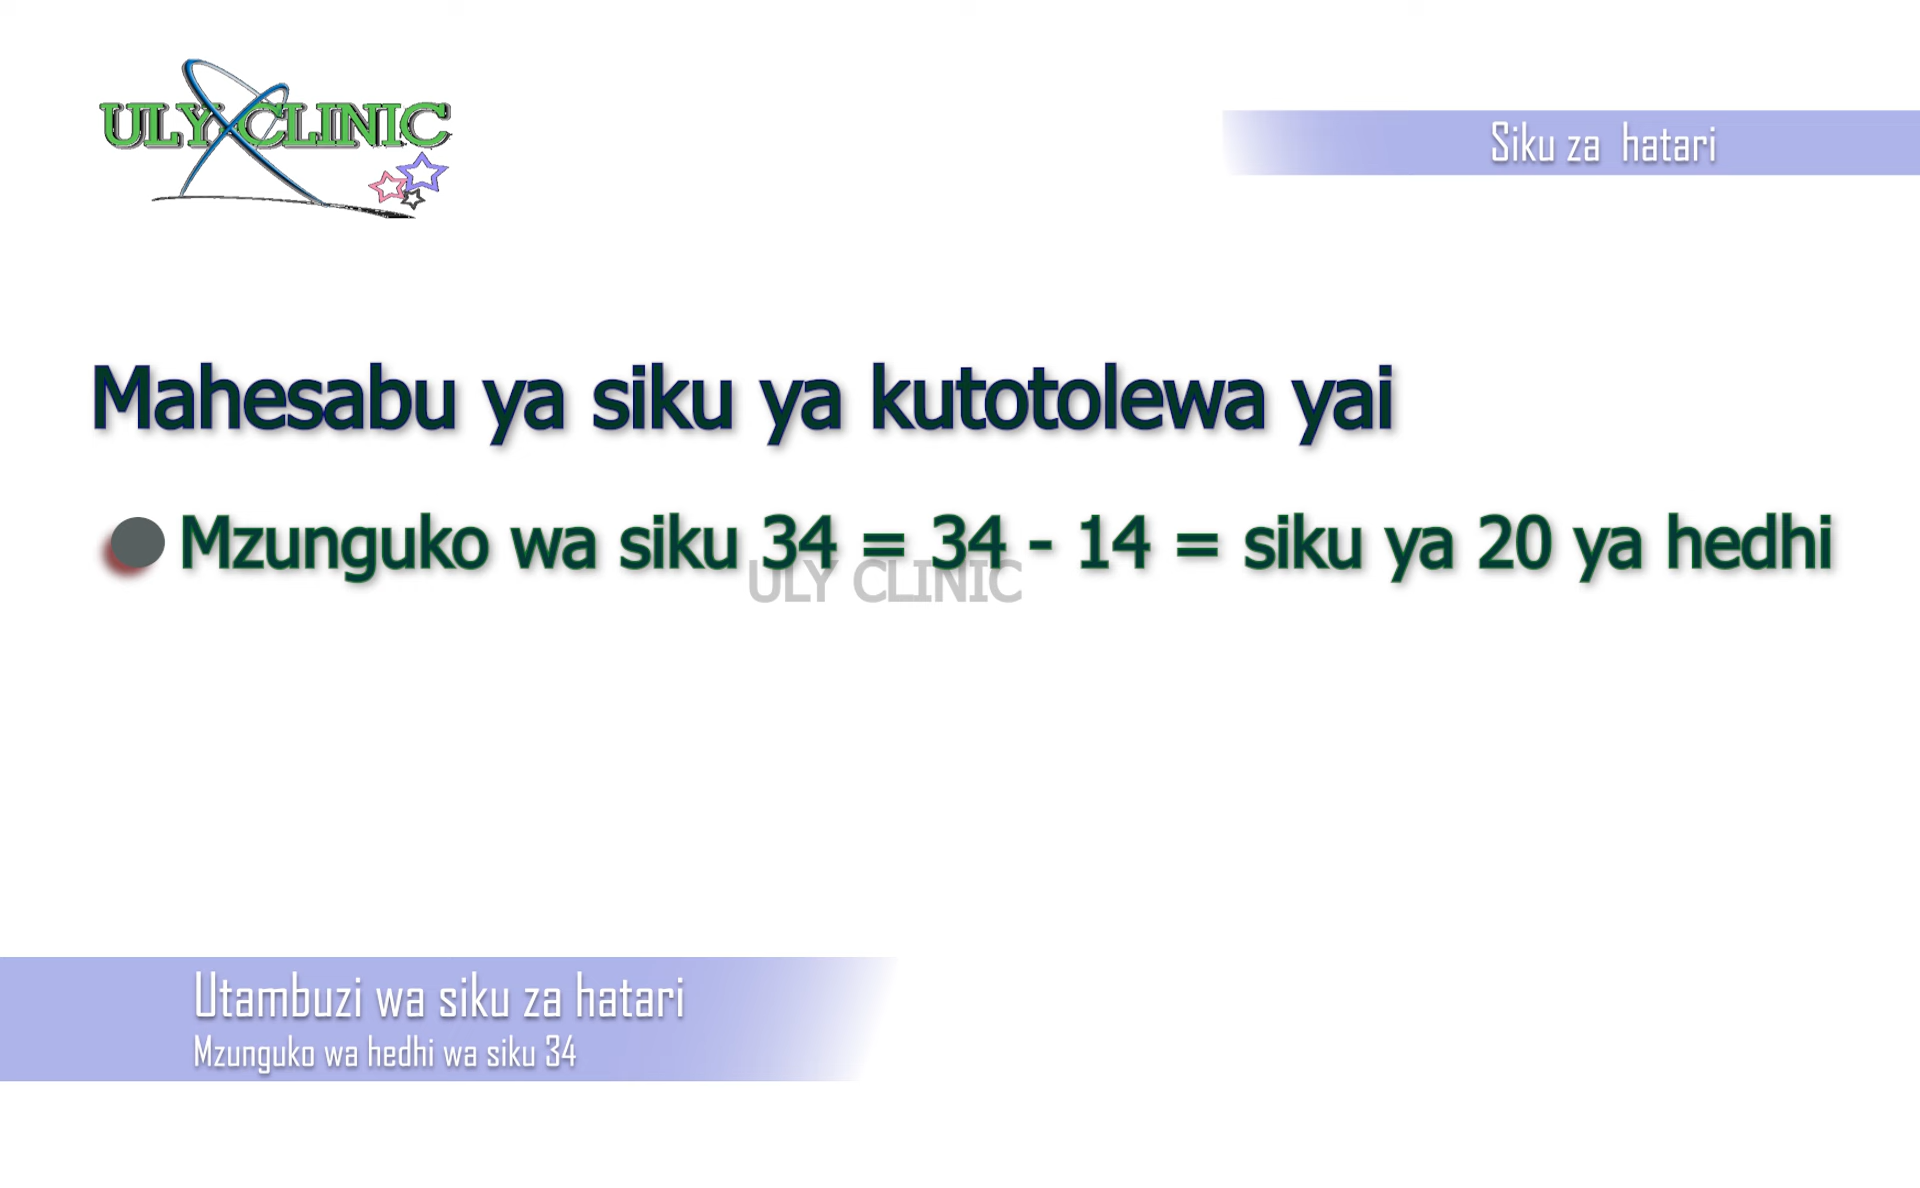 ULY CLINIC
Siku za hatari
Mahesabu ya siku ya kutotolewa yai
Mzunguko wa siku 34 = 34 - 14 = siku ya 20 ya hedhi
ULY CLINIC
Utambuzi wa siku za hatari
Mzunguko wa hedhi wa siku 34